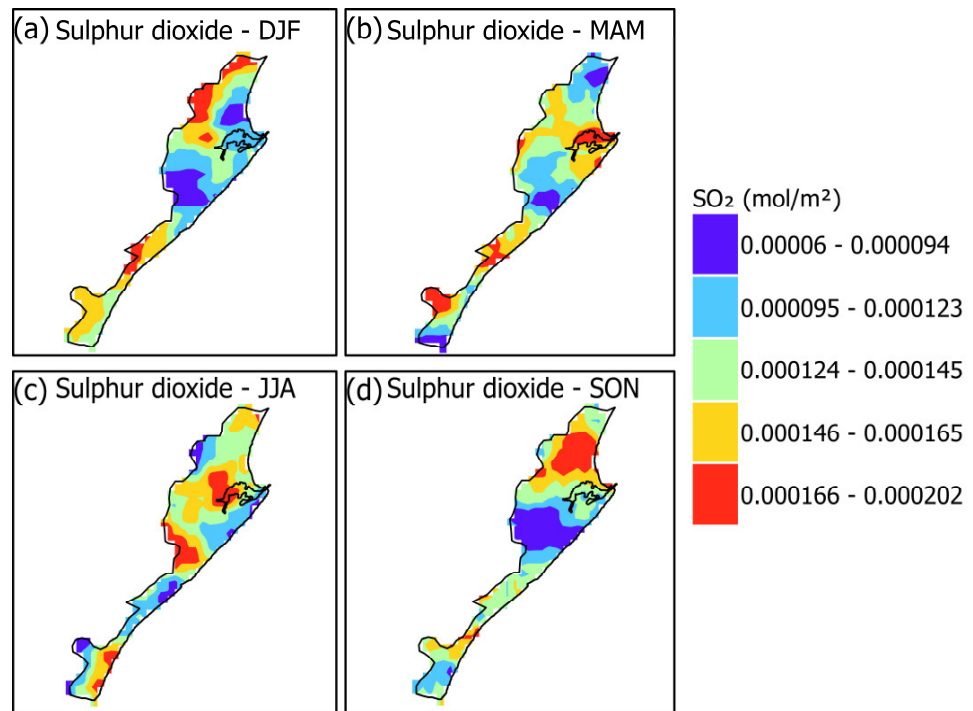 (a) Sulphur dioxide - DJF
(b) Sulphur dioxide - MAM
(c) Sulphur dioxide - JJA
(d) Sulphur dioxide - SON
SO₂ (mol/m²)
0.00006 - 0.000094
0.000095 - 0.000123
0.000124 - 0.000145
0.000146 - 0.000165
0.000166 - 0.000202